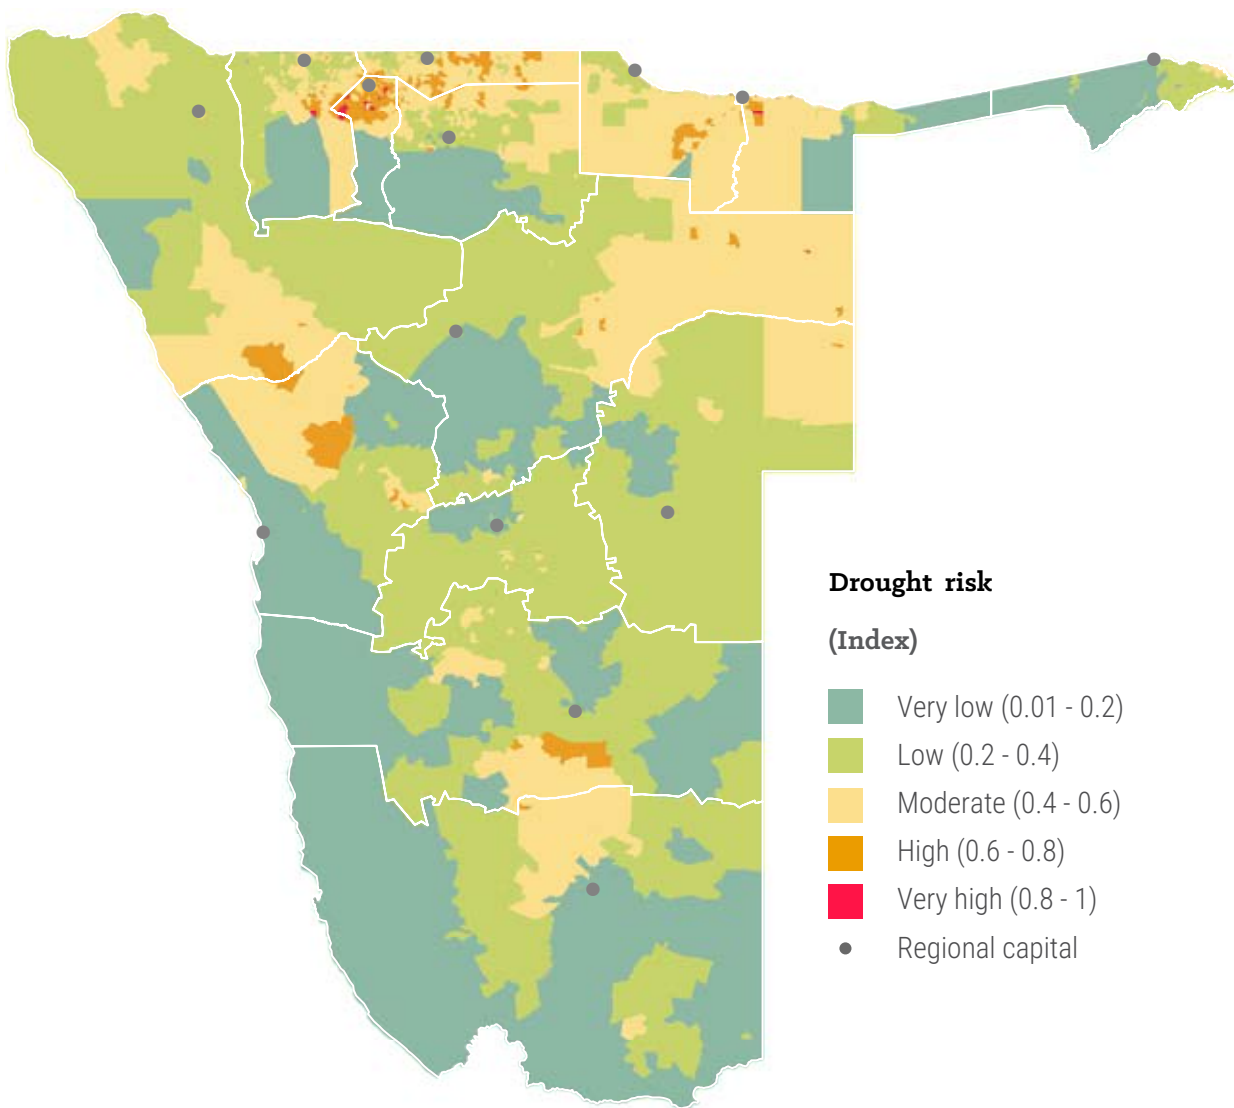 Drought risk
(Index)
Very low (0.01 - 0.2)
Low (0.2 - 0.4)
Moderate (0.4 - 0.6)
High (0.6 - 0.8)
Very high (0.8 - 1)
Regional capital